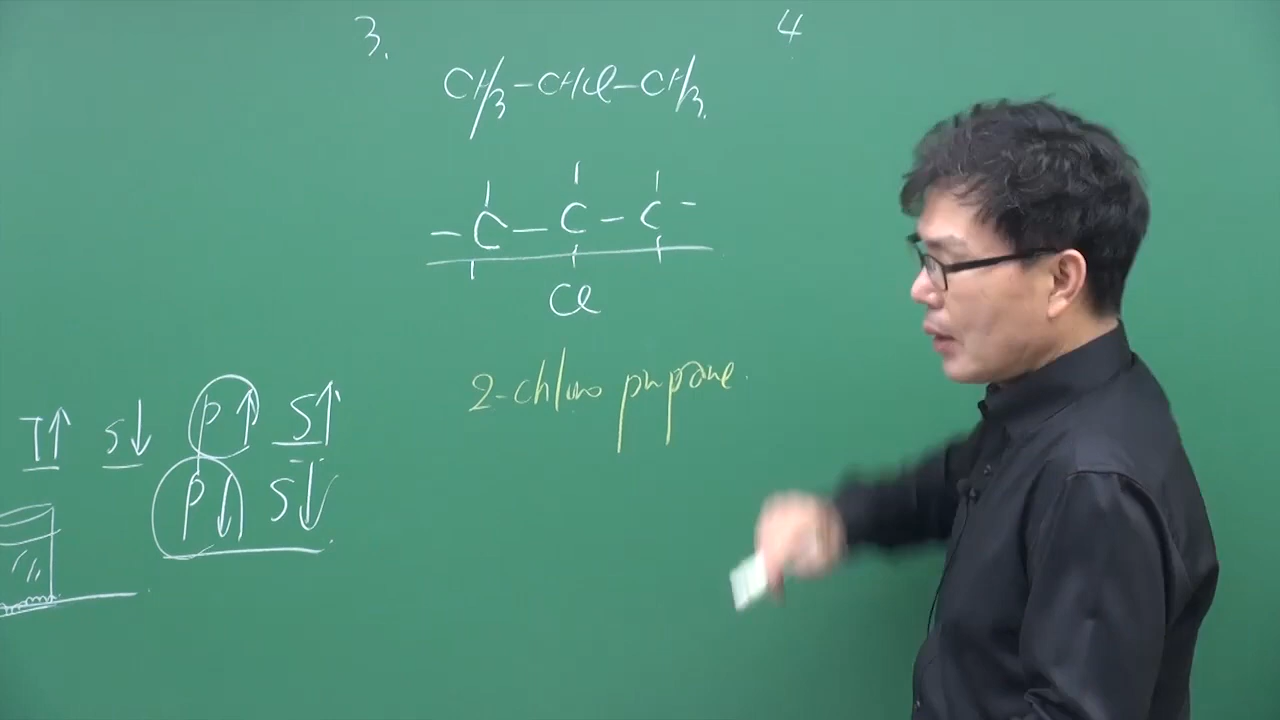 3.
CH3-CHCl-CH3.
-C-C-C-
Cl
2-chloro propane.
T↑ S↓ P↑ S↑
P↓ S↓
4